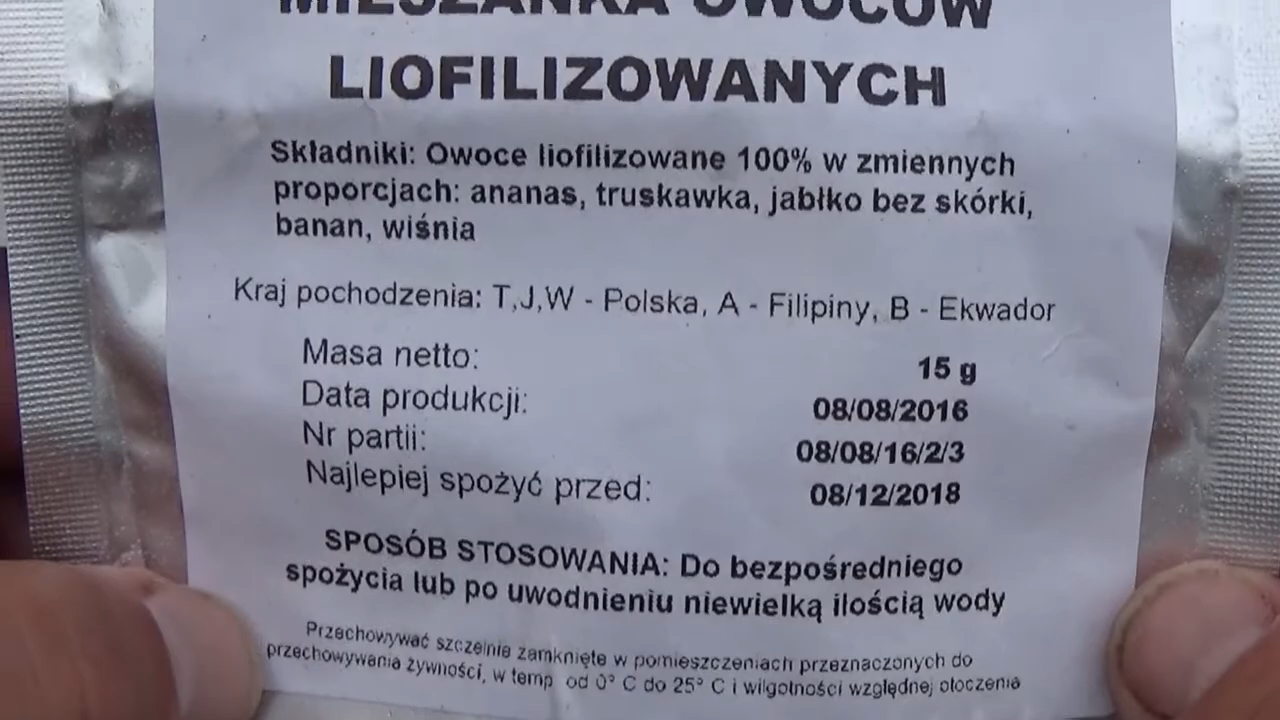 MIESZANKA OWOCÓW
LIOFILIZOWANYCH
Składniki: Owoce liofilizowane 100% w zmiennych
proporcjach: ananas, truskawka, jabłko bez skórki,
banan, wiśnia
Kraj pochodzenia: T,J,W - Polska, A - Filipiny, B - Ekwador
Masa netto: 15 g
Data produkcji: 08/08/2016
Nr partii: 08/08/16/2/3
Najlepiej spożyć przed: 08/12/2018
SPOSÓB STOSOWANIA: Do bezpośredniego
spożycia lub po uwodnieniu niewielką ilością wody
Przechowywać szczelnie zamknięte w pomieszczeniach przeznaczonych do
przechowywania żywności, w temp od 0° C do 25° C i wilgotności względnej otoczenia